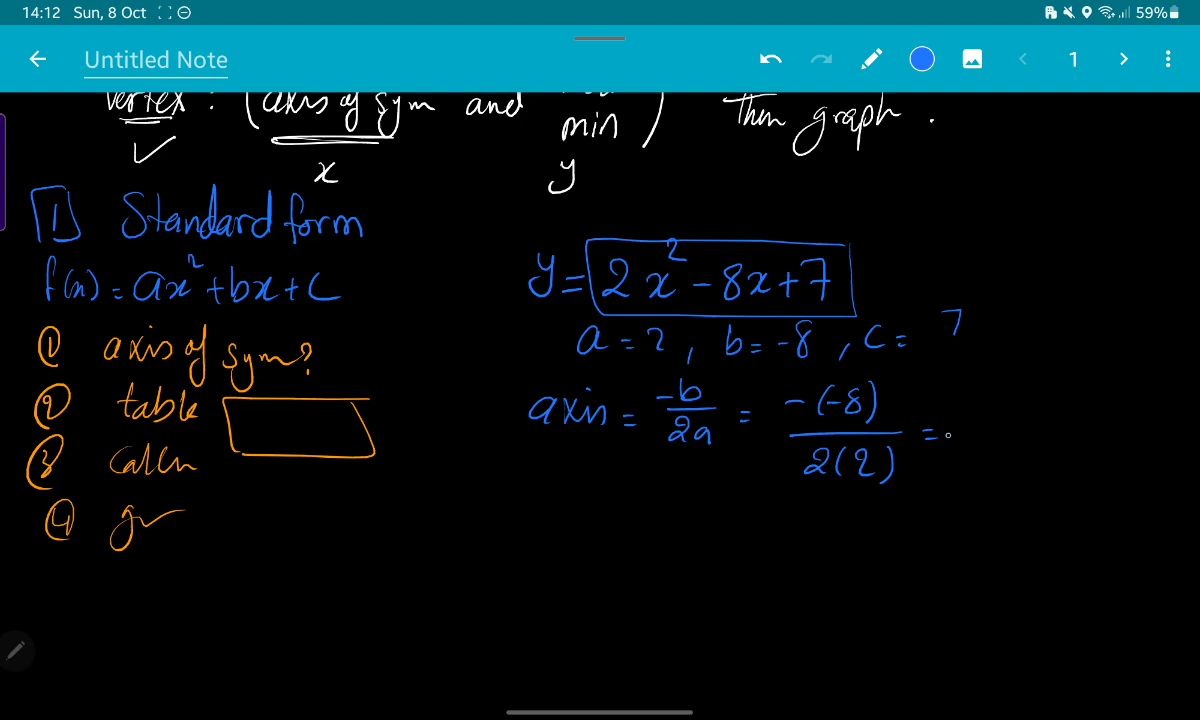 14:12 Sun, 8 Oct 59%
Untitled Note 1
vertex : (axis of sym and min) Then graph .
x y
1 Standard form
f(x) = ax²+bx+c y = 2x²-8x+7
a = 2 , b = -8 , c = 7
① axis of sym?
② table axis = -b/2a = -(-8)/2(2) =
③
④